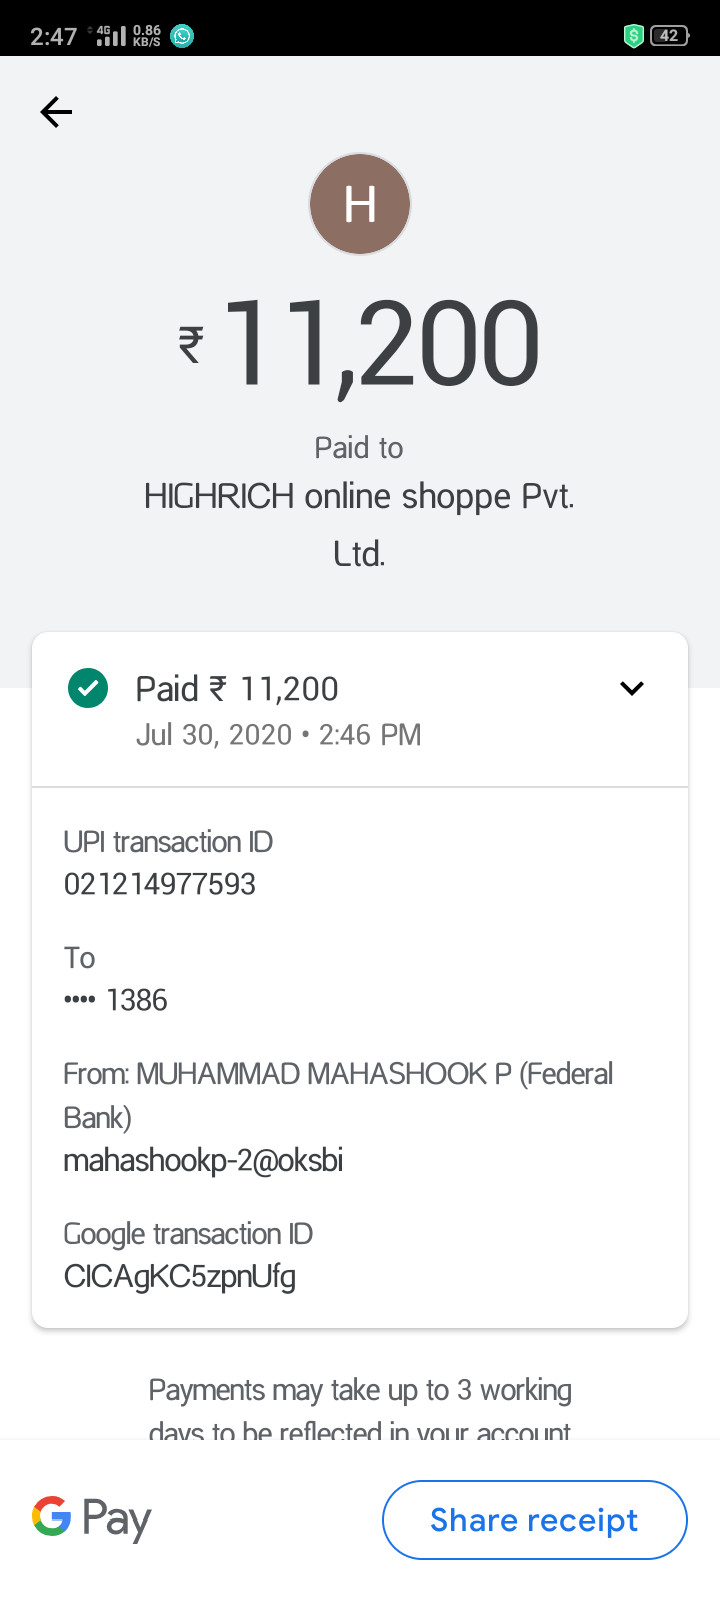 2:47 4G 0.86 KB/S 42
H
₹ 11,200
Paid to
HIGHRICH online shoppe Pvt.
Ltd.
Paid ₹ 11,200
Jul 30, 2020 • 2:46 PM
UPI transaction ID
021214977593
To
•••• 1386
From: MUHAMMAD MAHASHOOK P (Federal
Bank)
mahashookp-2@oksbi
Google transaction ID
CICAgKC5zpnUfg
Payments may take up to 3 working
days to be reflected in your account
G Pay
Share receipt